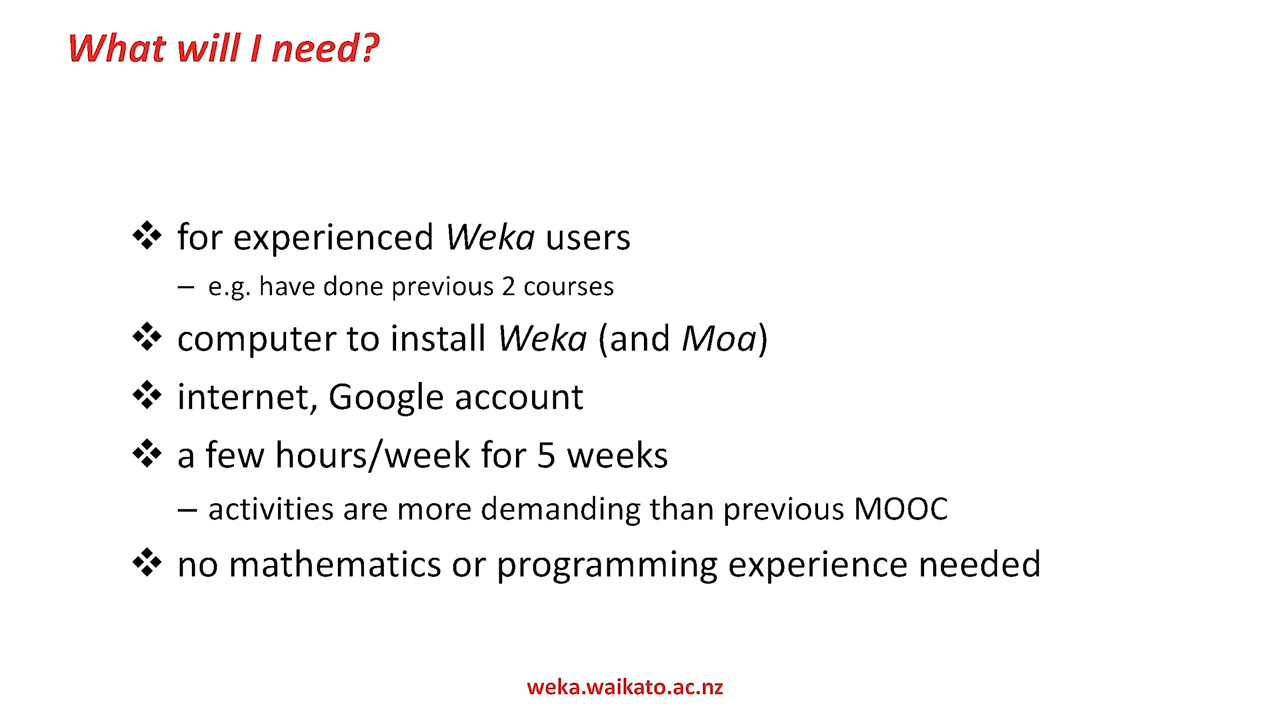 What will I need?
❖ for experienced Weka users
– e.g. have done previous 2 courses
❖ computer to install Weka (and Moa)
❖ internet, Google account
❖ a few hours/week for 5 weeks
– activities are more demanding than previous MOOC
❖ no mathematics or programming experience needed
weka.waikato.ac.nz